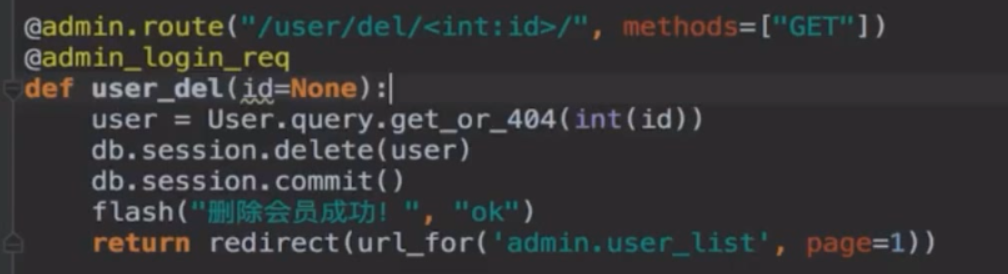 @admin.route("/user/del/<int:id>/", methods=["GET"])
@admin_login_req
def user_del(id=None):
    user = User.query.get_or_404(int(id))
    db.session.delete(user)
    db.session.commit()
    flash("删除会员成功！", "ok")
    return redirect(url_for('admin.user_list', page=1))